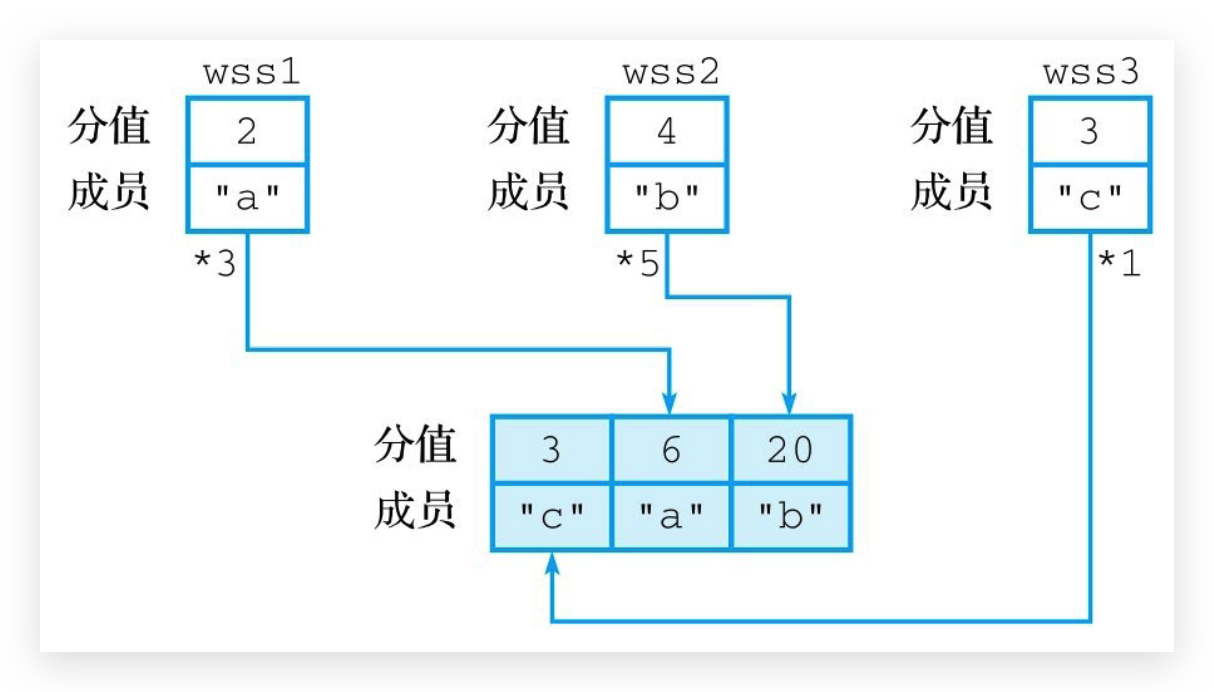 wss1 wss2 wss3
分值 2 分值 4 分值 3
成员 "a" 成员 "b" 成员 "c"
*3 *5 *1
分值 3 6 20
成员 "c" "a" "b"